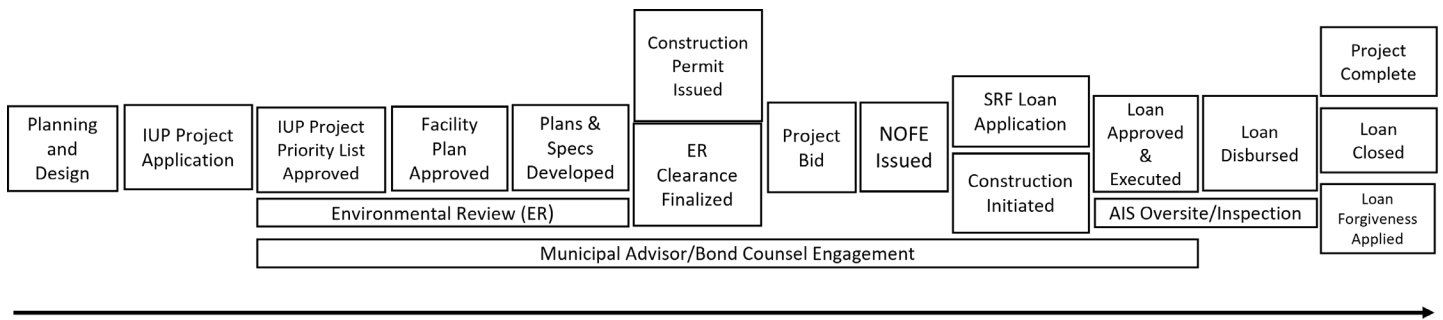 Planning
and
Design
IUP Project
Application
IUP Project
Priority List
Approved
Facility
Plan
Approved
Plans &
Specs
Developed
Environmental Review (ER)
Construction
Permit
Issued
ER
Clearance
Finalized
Project
Bid
NOFE
Issued
SRF Loan
Application
Construction
Initiated
Loan
Approved
&
Executed
Loan
Disbursed
AIS Oversite/Inspection
Project
Complete
Loan
Closed
Loan
Forgiveness
Applied
Municipal Advisor/Bond Counsel Engagement